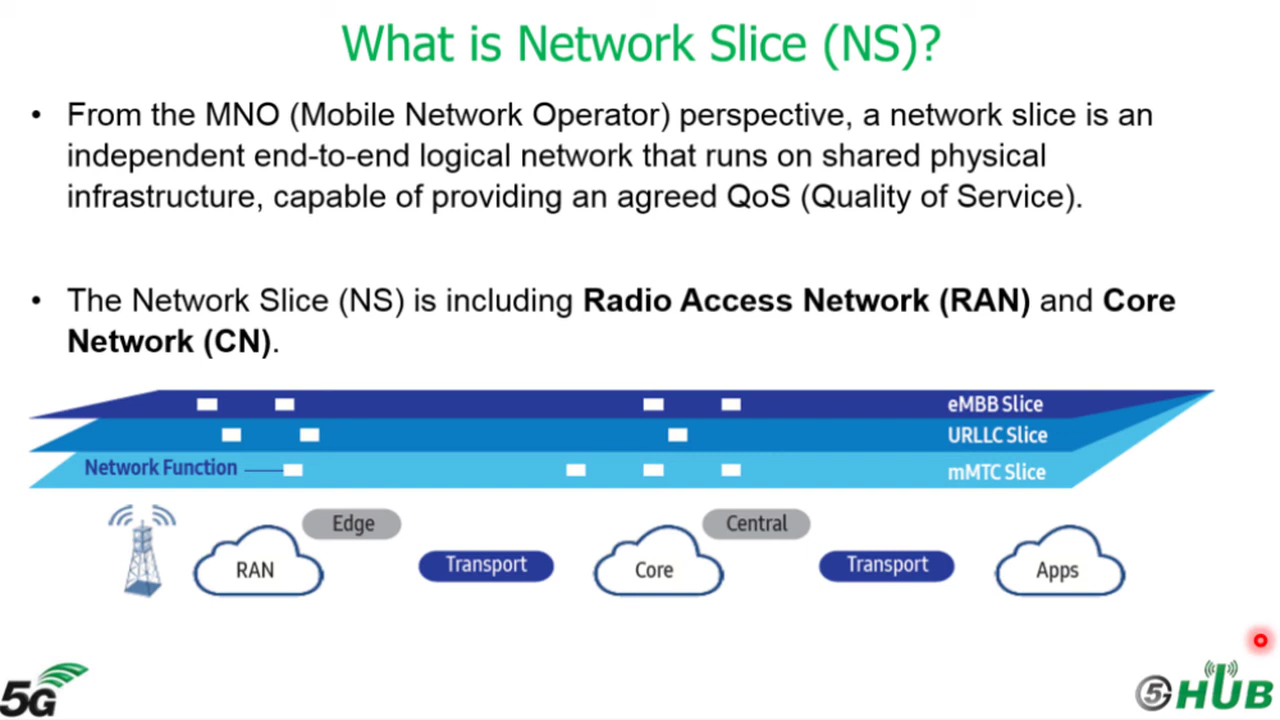 What is Network Slice (NS)?
• From the MNO (Mobile Network Operator) perspective, a network slice is an
independent end-to-end logical network that runs on shared physical
infrastructure, capable of providing an agreed QoS (Quality of Service).
• The Network Slice (NS) is including Radio Access Network (RAN) and Core
Network (CN).
eMBB Slice
URLLC Slice
Network Function
mMTC Slice
Edge
Central
RAN
Transport
Core
Transport
Apps
5G
5G HUB